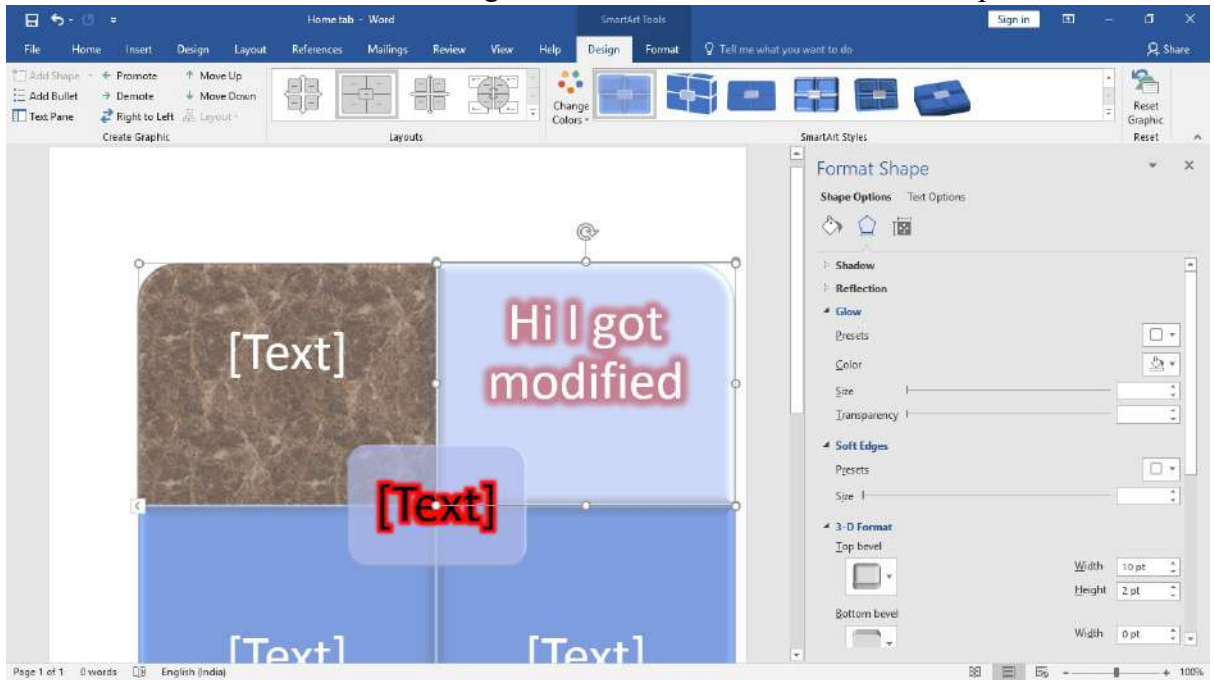 Home tab - Word
SmartArt Tools
Sign in
File Home Insert Design Layout References Mailings Review View Help Design Format Tell me what you want to do Share
Add Shape Promote Move Up
Add Bullet Demote Move Down
Text Pane Right to Left Layout
Change Colors
Reset Graphic
Create Graphic Layouts SmartArt Styles Reset
Format Shape
Shape Options Text Options
Shadow
Reflection
Glow
Presets
Color
Size
Transparency
Soft Edges
Presets
Size
3-D Format
Top bevel
Width 10 pt
Height 2 pt
Bottom bevel
Width 0 pt
[Text]
Hi I got
modified
[Text]
[Text] [Text]
Page 1 of 1 0 words English (India) 100%